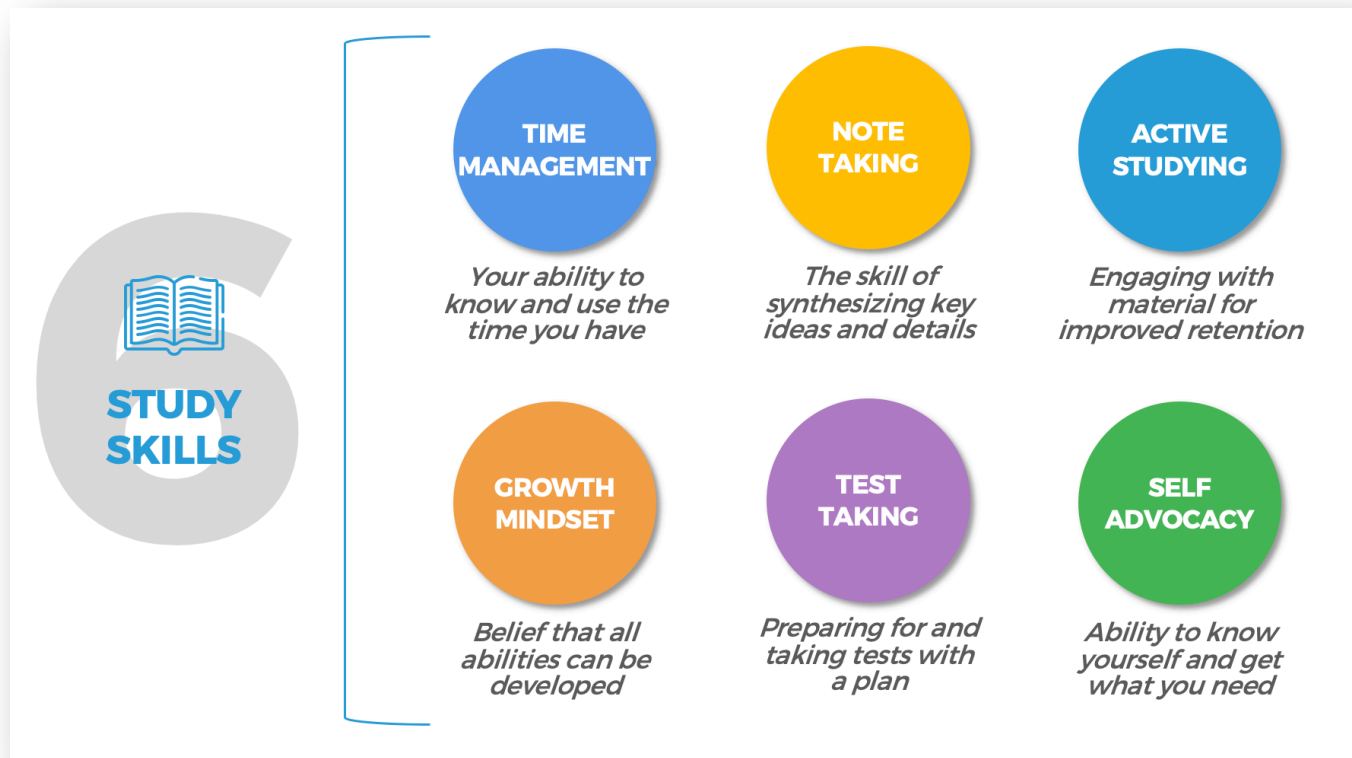 6
STUDY
SKILLS
TIME
MANAGEMENT
Your ability to
know and use the
time you have
NOTE
TAKING
The skill of
synthesizing key
ideas and details
ACTIVE
STUDYING
Engaging with
material for
improved retention
GROWTH
MINDSET
Belief that all
abilities can be
developed
TEST
TAKING
Preparing for and
taking tests with
a plan
SELF
ADVOCACY
Ability to know
yourself and get
what you need